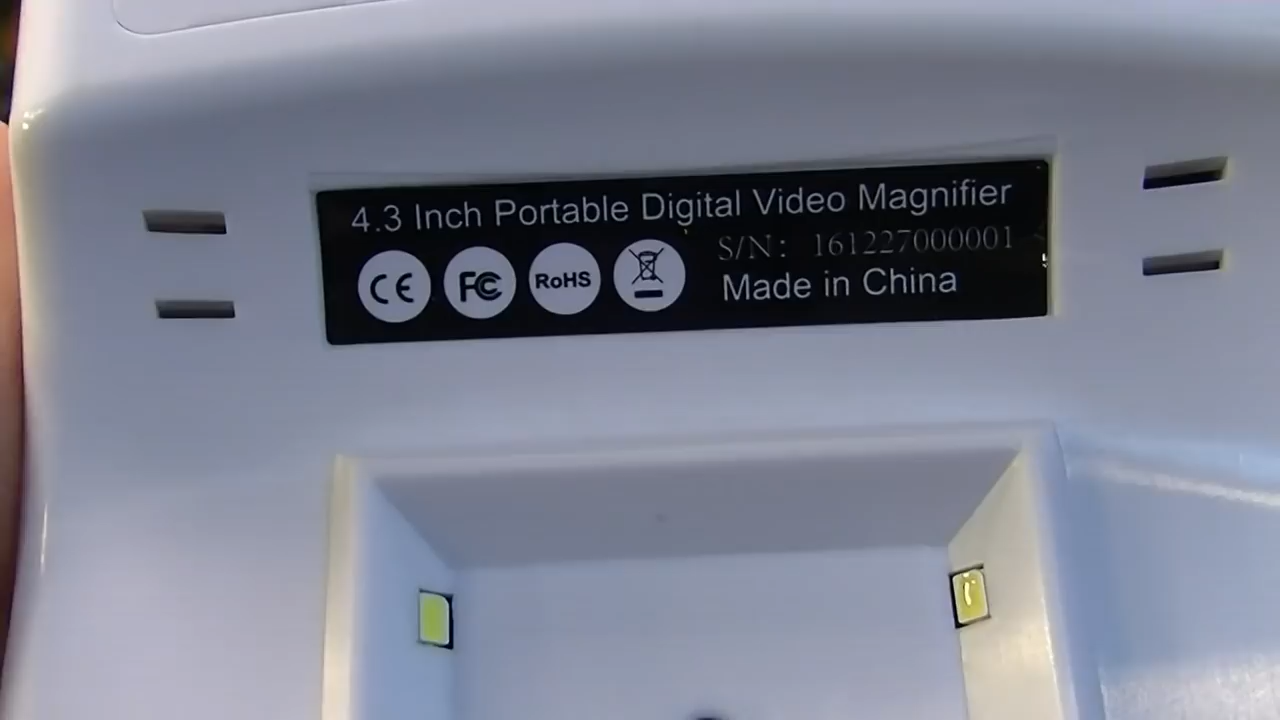 4.3 Inch Portable Digital Video Magnifier
CE FC RoHS
S/N: 161227000001
Made in China